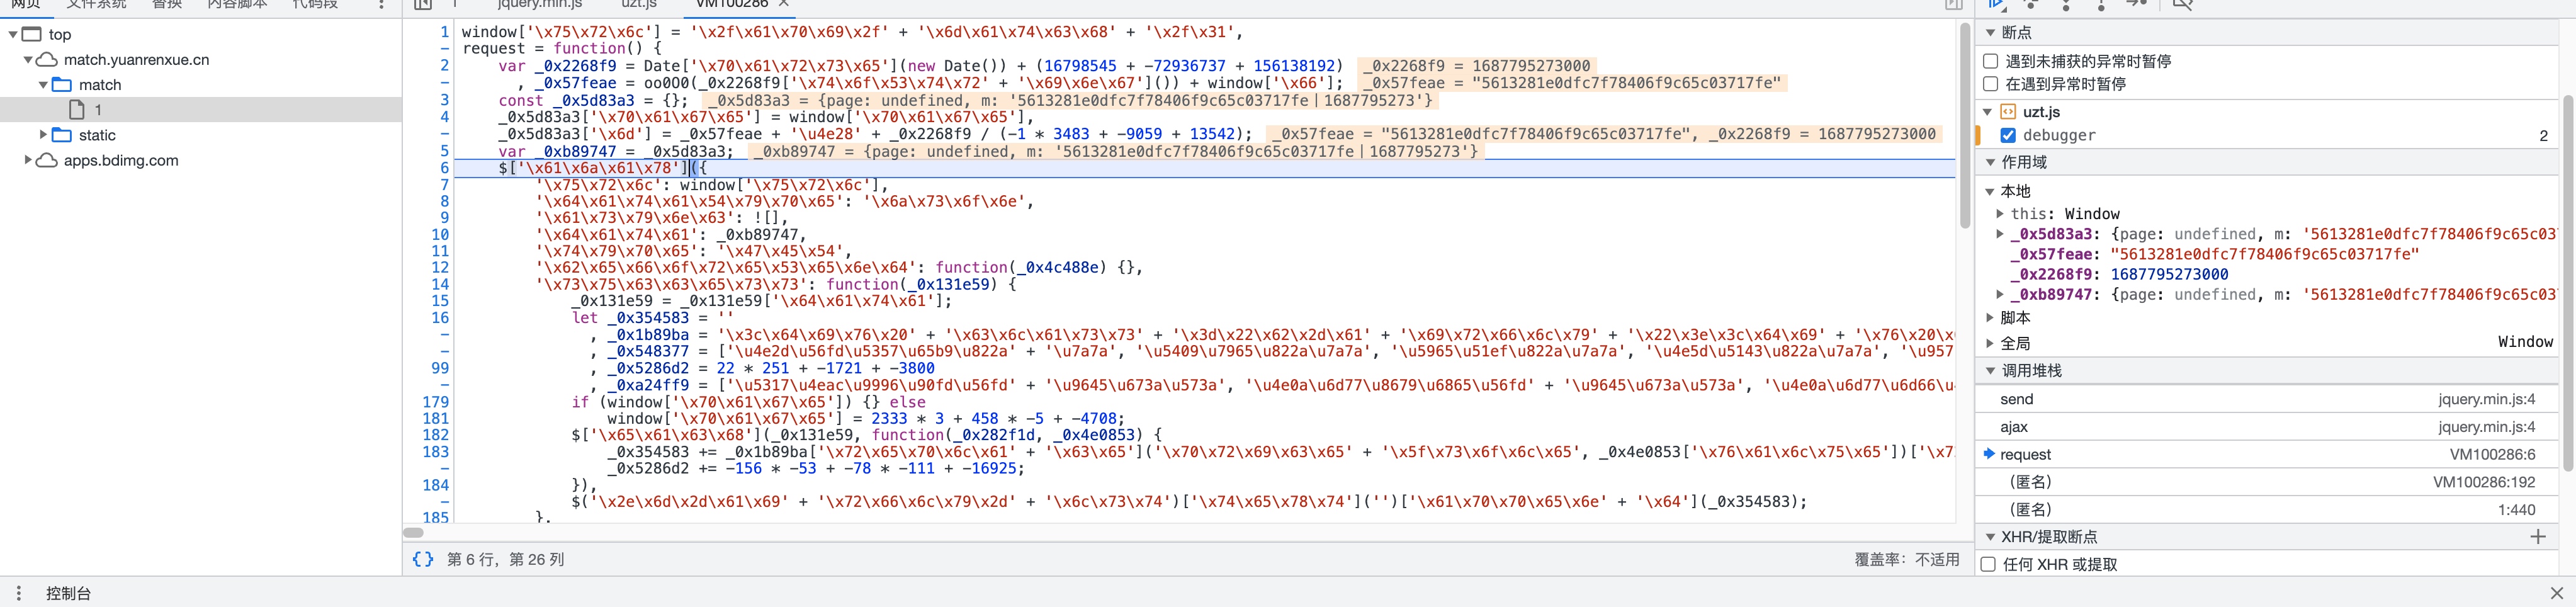 网页 文件系统 替换 内容脚本 代码段
jquery.min.js uzt.js VM100286 ×
top
match.yuanrenxue.cn
match
1
static
apps.bdimg.com
1 window['\x75\x72\x6c'] = '\x2f\x61\x70\x69\x2f' + '\x6d\x61\x74\x63\x68' + '\x2f\x31',
– request = function() {
2 var _0x2268f9 = Date['\x70\x61\x72\x73\x65'](new Date()) + (16798545 + -72936737 + 156138192) _0x2268f9 = 1687795273000
– , _0x57feae = oo0O0(_0x2268f9['\x74\x6f\x53\x74\x72' + '\x69\x6e\x67']()) + window['\x66']; _0x57feae = "5613281e0dfc7f78406f9c65c03717fe"
3 const _0x5d83a3 = {}; _0x5d83a3 = {page: undefined, m: '5613281e0dfc7f78406f9c65c03717fe|1687795273'}
4 _0x5d83a3['\x70\x61\x67\x65'] = window['\x70\x61\x67\x65'],
– _0x5d83a3['\x6d'] = _0x57feae + '\u4e28' + _0x2268f9 / (-1 * 3483 + -9059 + 13542); _0x57feae = "5613281e0dfc7f78406f9c65c03717fe", _0x2268f9 = 1687795273000
5 var _0xb89747 = _0x5d83a3; _0xb89747 = {page: undefined, m: '5613281e0dfc7f78406f9c65c03717fe|1687795273'}
6 $['\x61\x6a\x61\x78']({
7 '\x75\x72\x6c': window['\x75\x72\x6c'],
8 '\x64\x61\x74\x61\x54\x79\x70\x65': '\x6a\x73\x6f\x6e',
9 '\x61\x73\x79\x6e\x63': ![],
10 '\x64\x61\x74\x61': _0xb89747,
11 '\x74\x79\x70\x65': '\x47\x45\x54',
12 '\x62\x65\x66\x6f\x72\x65\x53\x65\x6e\x64': function(_0x4c488e) {},
14 '\x73\x75\x63\x63\x65\x73\x73': function(_0x131e59) {
15 _0x131e59 = _0x131e59['\x64\x61\x74\x61'];
16 let _0x354583 = ''
– , _0x1b89ba = '\x3c\x64\x69\x76\x20' + '\x63\x6c\x61\x73\x73' + '\x3d\x22\x62\x2d\x61' + '\x69\x72\x66\x6c\x79' + '\x22\x3e\x3c\x64\x69' + '\x76\x20\x
– , _0x548377 = ['\u4e2d\u56fd\u5357\u65b9\u822a' + '\u7a7a', '\u5409\u7965\u822a\u7a7a', '\u5965\u51ef\u822a\u7a7a', '\u4e5d\u5143\u822a\u7a7a', '\u957
99 , _0x5286d2 = 22 * 251 + -1721 + -3800
– , _0xa24ff9 = ['\u5317\u4eac\u9996\u90fd\u56fd' + '\u9645\u673a\u573a', '\u4e0a\u6d77\u8679\u6865\u56fd' + '\u9645\u673a\u573a', '\u4e0a\u6d77\u6d66\u
179 if (window['\x70\x61\x67\x65']) {} else
181 window['\x70\x61\x67\x65'] = 2333 * 3 + 458 * -5 + -4708;
182 $['\x65\x61\x63\x68'](_0x131e59, function(_0x282f1d, _0x4e0853) {
183 _0x354583 += _0x1b89ba['\x72\x65\x70\x6c\x61' + '\x63\x65']('\x70\x72\x69\x63\x65' + '\x5f\x73\x6f\x6c\x65', _0x4e0853['\x76\x61\x6c\x75\x65'])['\x7
– _0x5286d2 += -156 * -53 + -78 * -111 + -16925;
184 }),
– $('\x2e\x6d\x2d\x61\x69' + '\x72\x66\x6c\x79\x2d' + '\x6c\x73\x74')['\x74\x65\x78\x74']('')['\x61\x70\x70\x65\x6e' + '\x64'](_0x354583);
185 },
{} 第 6 行，第 26 列 覆盖率：不适用
断点
遇到未捕获的异常时暂停
在遇到异常时暂停
uzt.js
debugger 2
作用域
本地
this: Window
_0x5d83a3: {page: undefined, m: '5613281e0dfc7f78406f9c65c03
_0x57feae: "5613281e0dfc7f78406f9c65c03717fe"
_0x2268f9: 1687795273000
_0xb89747: {page: undefined, m: '5613281e0dfc7f78406f9c65c03
脚本
全局 Window
调用堆栈
send jquery.min.js:4
ajax jquery.min.js:4
request VM100286:6
（匿名） VM100286:192
（匿名） 1:440
XHR/提取断点
任何 XHR 或提取
控制台